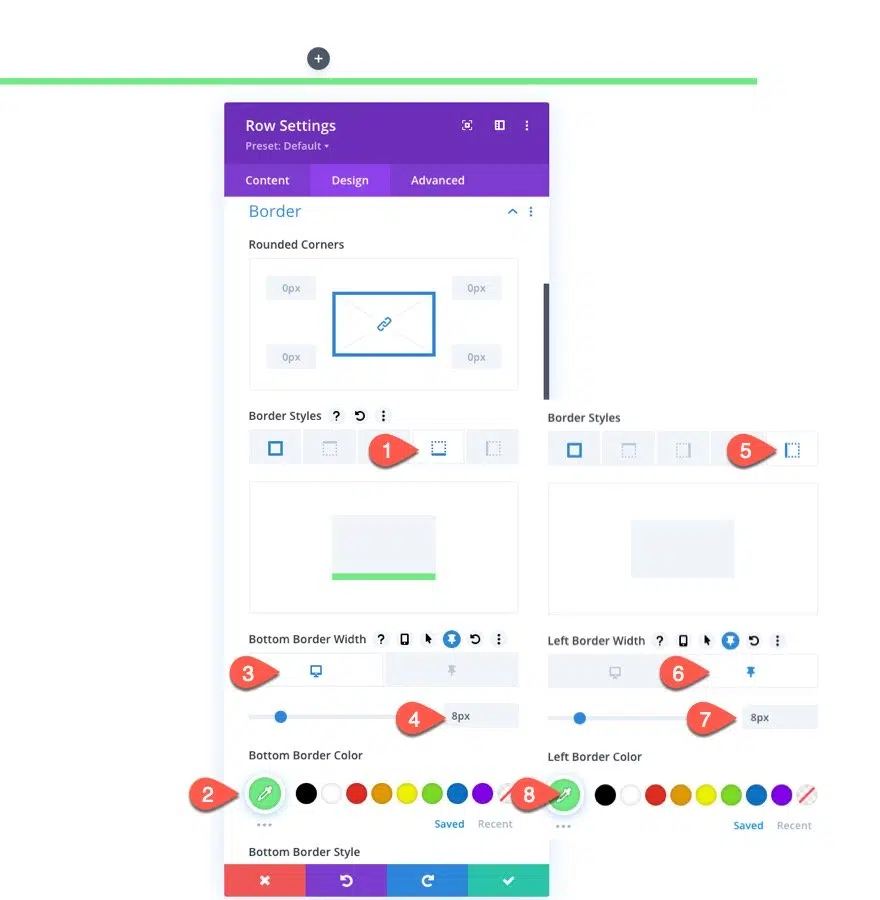 Row Settings
Preset: Default
Content Design Advanced
Border
Rounded Corners
0px 0px
0px 0px
Border Styles ?
1
Bottom Border Width ?
3
4 8px
Bottom Border Color
2
Saved Recent
Bottom Border Style
Border Styles
5
Left Border Width ?
6
7 8px
Left Border Color
8
Saved Recent